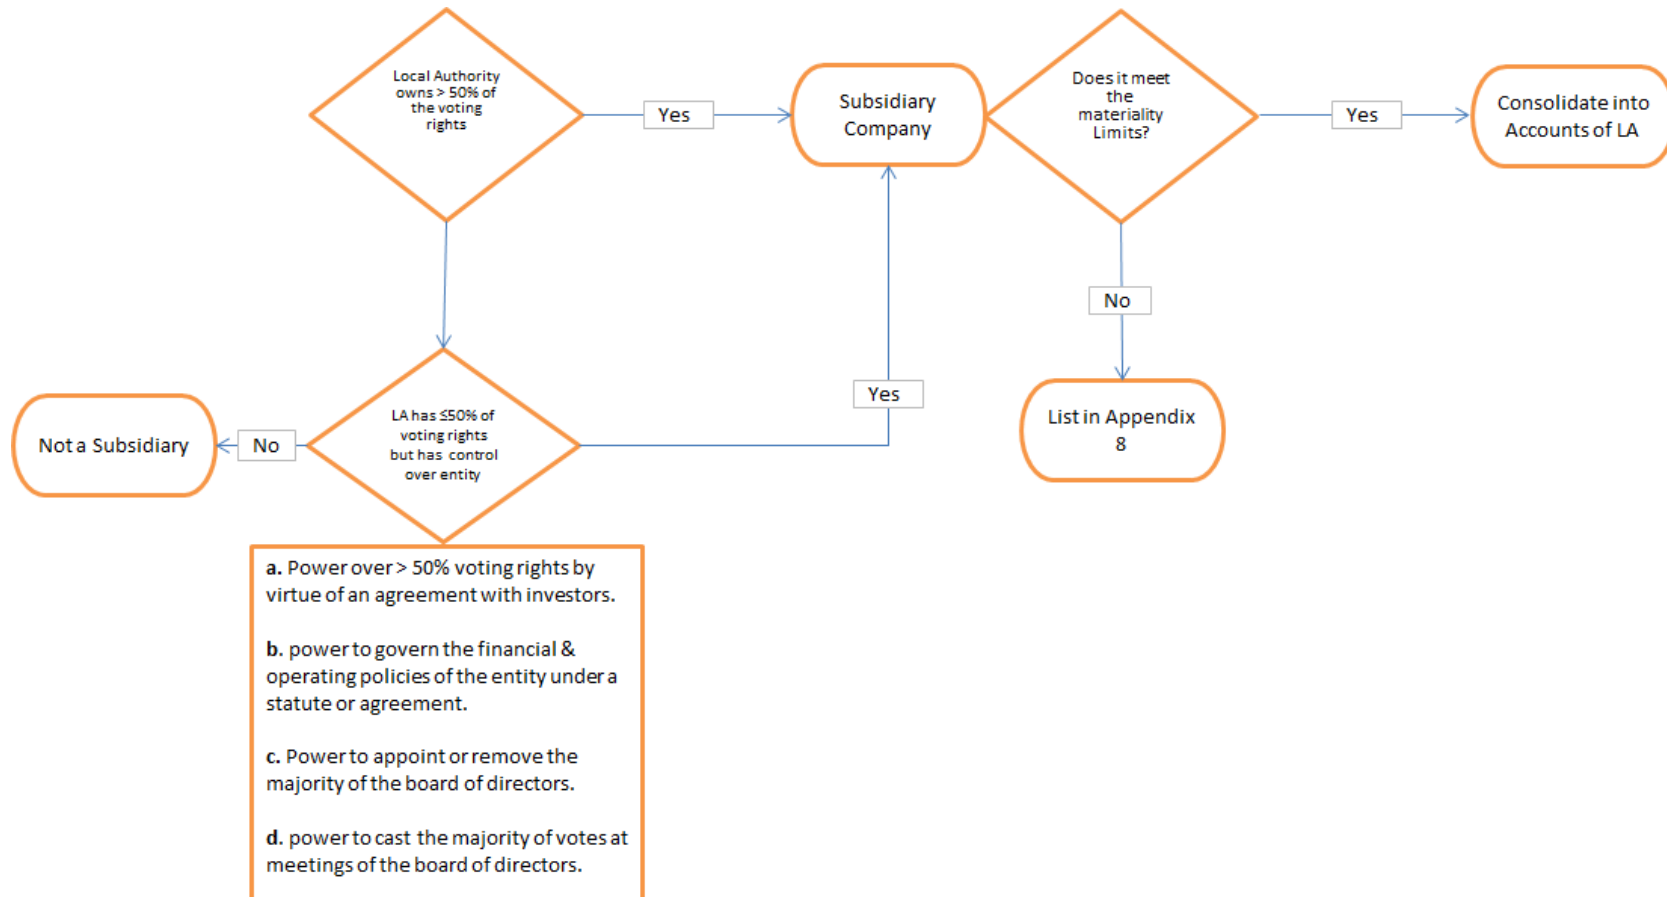 Local Authority
owns > 50% of
the voting
rights
Yes
Subsidiary
Company
Does it meet
the
materiality
Limits?
Yes
Consolidate into
Accounts of LA
No
List in Appendix
8
Yes
LA has ≤50% of
voting rights
but has control
over entity
No
Not a Subsidiary
a. Power over > 50% voting rights by
virtue of an agreement with investors.
b. power to govern the financial &
operating policies of the entity under a
statute or agreement.
c. Power to appoint or remove the
majority of the board of directors.
d. power to cast the majority of votes at
meetings of the board of directors.